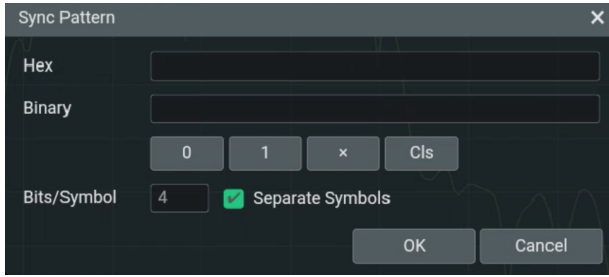 Sync Pattern ×
Hex
Binary
0 1 × Cls
Bits/Symbol 4 ✔ Separate Symbols
OK Cancel